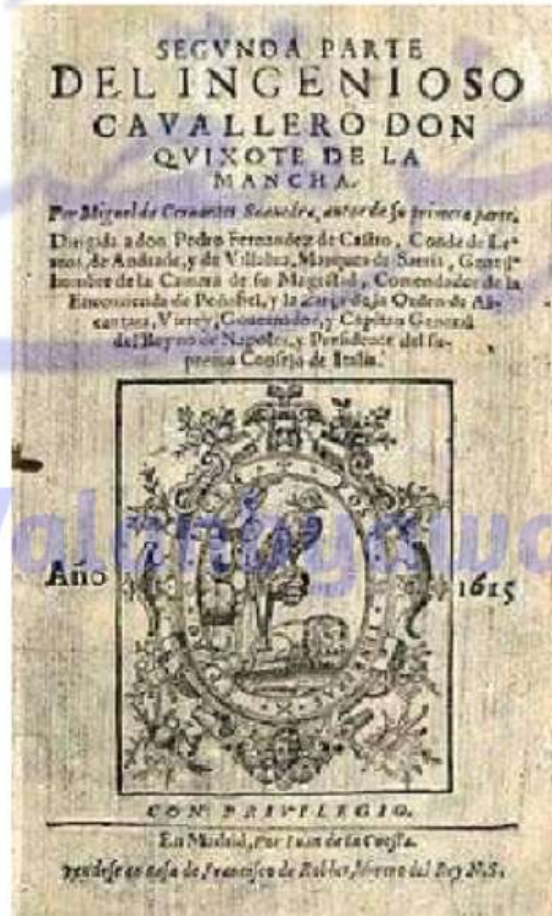 SEGVNDA PARTE
DEL INGENIOSO
CAVALLERO DON
QVIXOTE DE LA
MANCHA.
Por Miguel de Ceruantes Saauedra, autor de su primera parte.
Dirigida a don Pedro Fernandez de Castro, Conde de Le-
mos, de Andrade, y de Villalua, Marques de Sarria, Gentil-
hombre de la Camara de su Magestad, Comendador de la
Encomienda de Peñafiel, y la Zarça de la Orden de Al-
cantara, Virrey, Gouernador, y Capitan General
del Reyno de Napoles, y Presidente del su-
premo Consejo de Italia.
Año 1615
CON PRIVILEGIO.
En Madrid, Por Iuan de la Cuesta.
vendese en casa de Francisco de Robles, librero del Rey N.S.